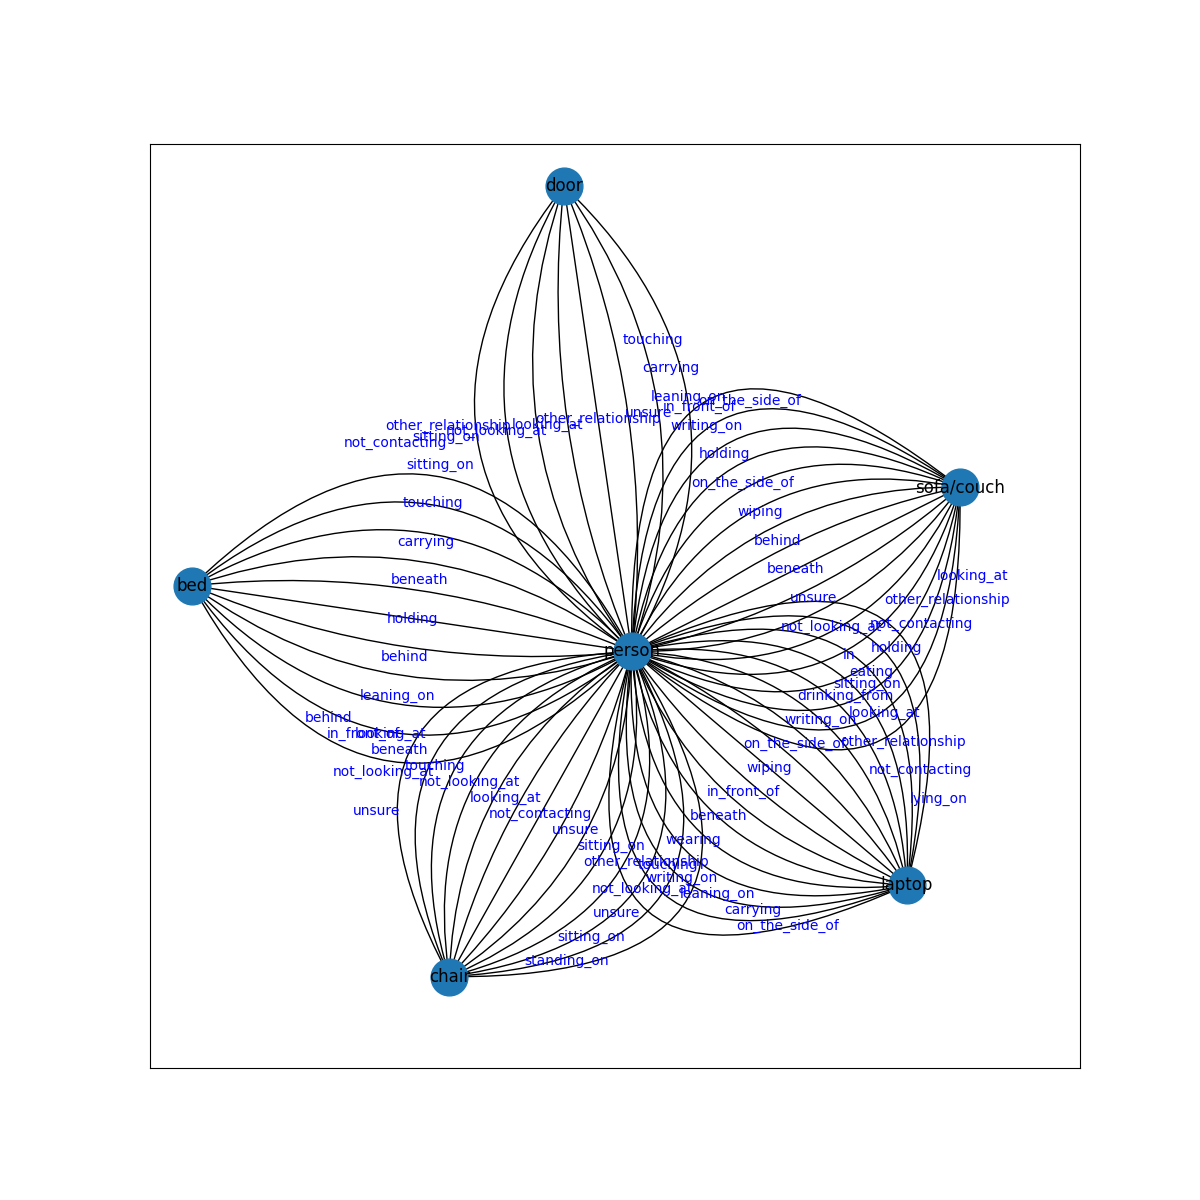 door
touching
carrying
leaning_on
on_the_side_of
in_front_of
unsure
other_relationship
looking_at
other_relationship
writing_on
not_looking_at
sitting_on
not_contacting
holding
sitting_on
on_the_side_of
sofa/couch
touching
wiping
carrying
behind
beneath
looking_at
beneath
bed
unsure
other_relationship
holding
not_contacting
not_looking_at
holding
person
in
behind
eating
sitting_on
leaning_on
drinking_from
looking_at
behind
writing_on
in_front_of
looking_at
on_the_side_of
other_relationship
beneath
touching
wiping
not_contacting
not_looking_at
not_looking_at
in_front_of
looking_at
lying_on
unsure
not_contacting
beneath
unsure
wearing
sitting_on
other_relationship
touching
writing_on
laptop
not_looking_at
leaning_on
unsure
carrying
on_the_side_of
sitting_on
standing_on
chair